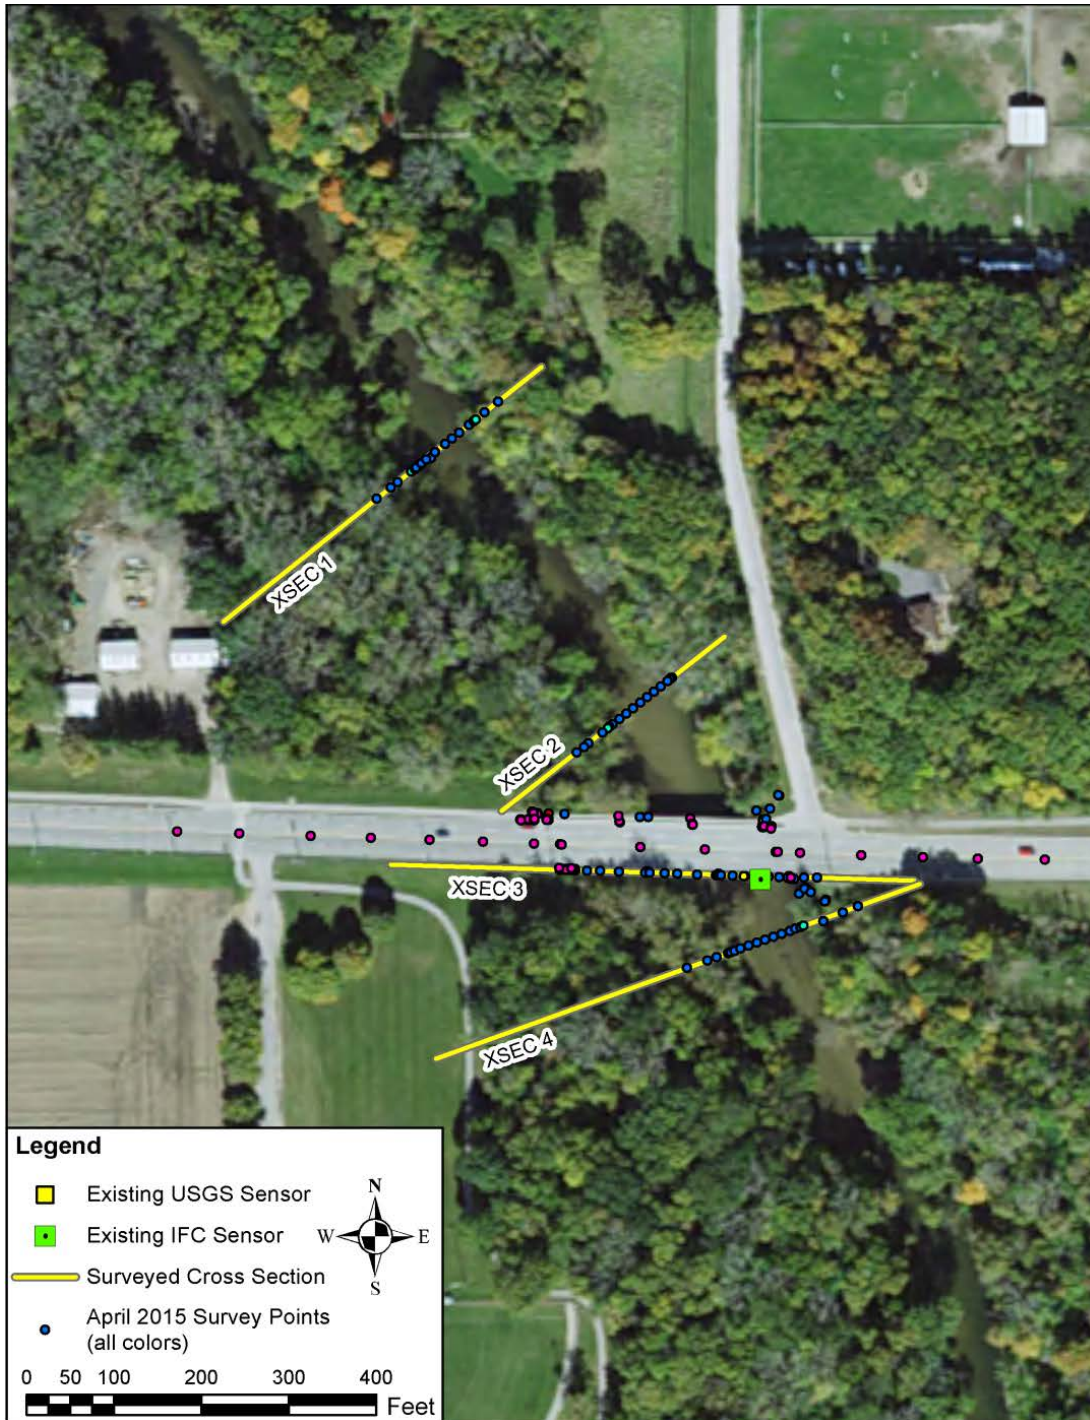 XSEC 1
XSEC 2
XSEC 3
XSEC 4
Legend
Existing USGS Sensor
Existing IFC Sensor
Surveyed Cross Section
April 2015 Survey Points
(all colors)
N
W E
S
0 50 100 200 300 400
Feet